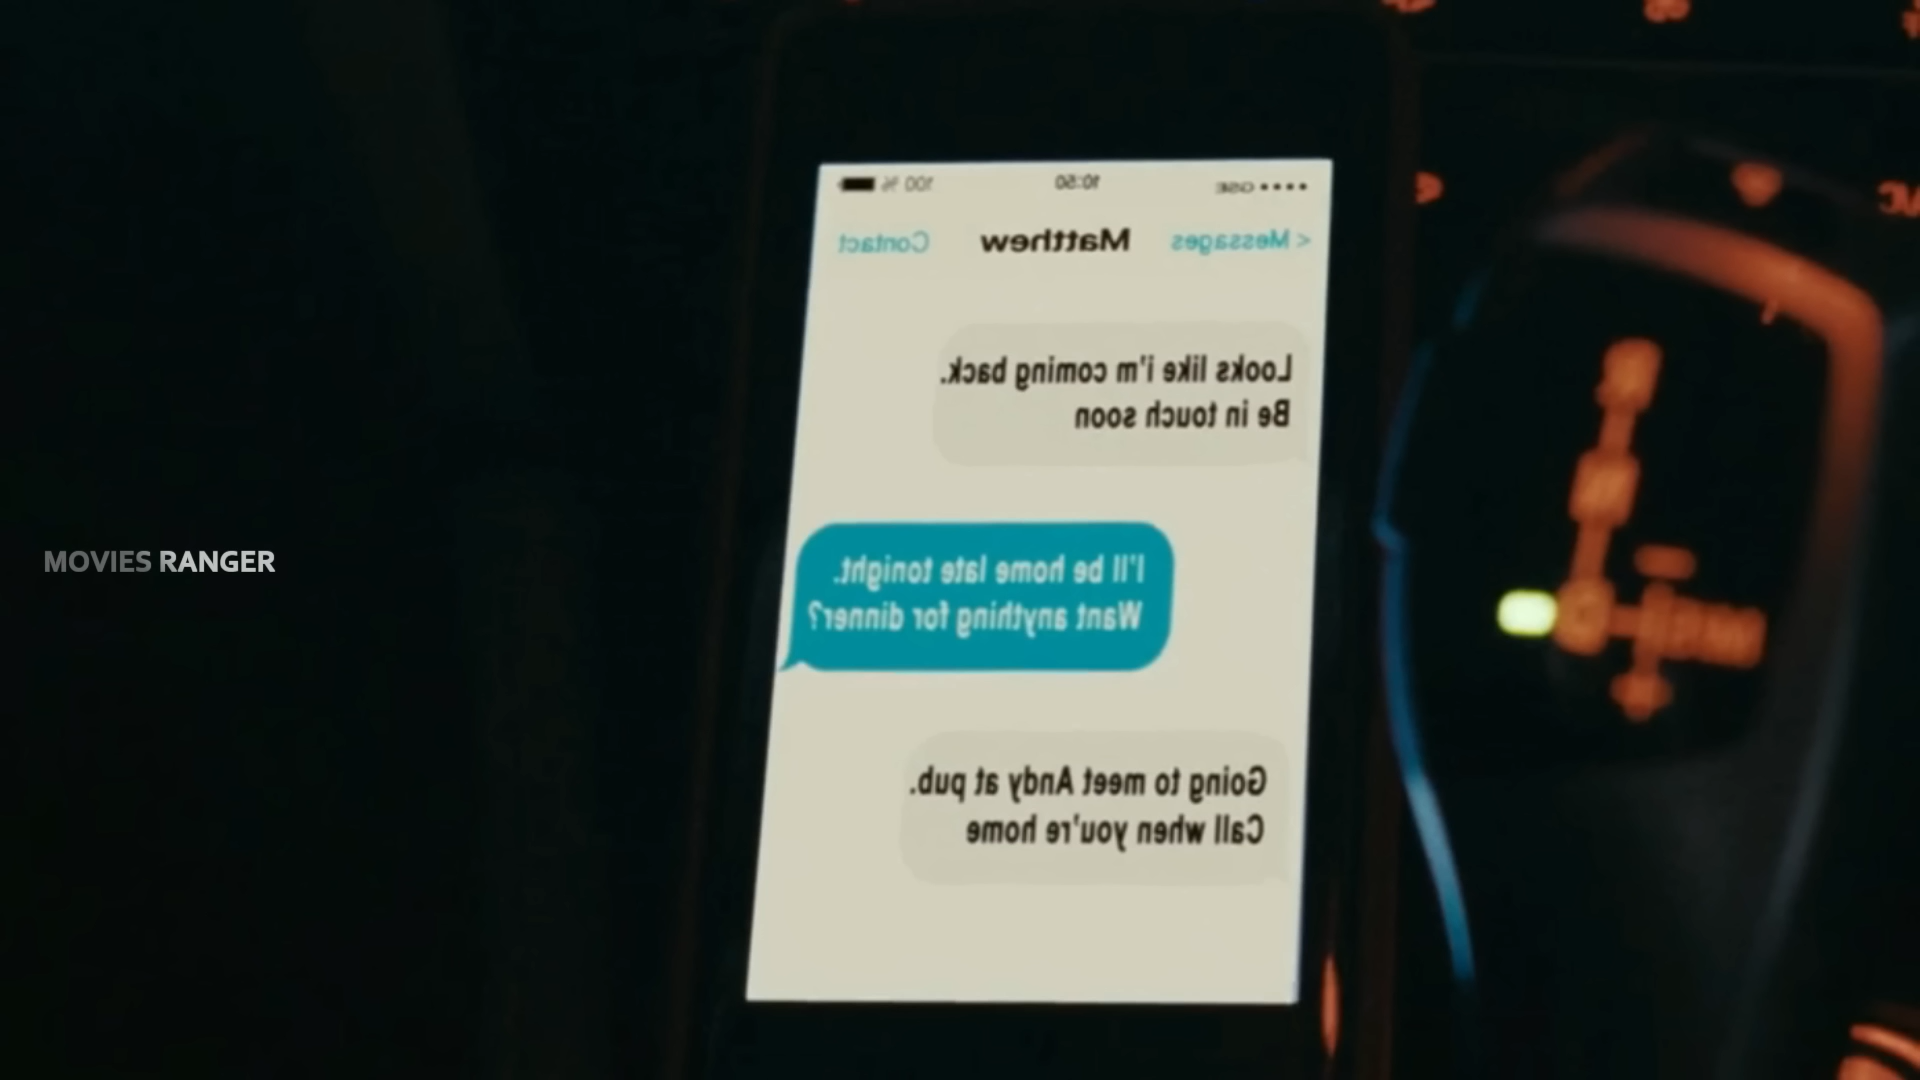 100 %
10:50
GSE
< Messages
Matthew
Contact
Looks like i'm coming back.
Be in touch soon
I'll be home late tonight.
Want anything for dinner?
Going to meet Andy at pub.
Call when you're home
MOVIES RANGER